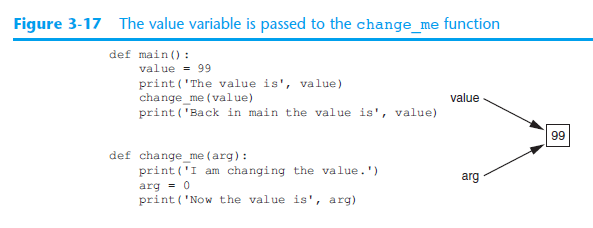 Figure 3-17 The value variable is passed to the change_me function
def main():
    value = 99
    print('The value is', value)
    change_me(value)
    print('Back in main the value is', value)
def change_me(arg):
    print('I am changing the value.')
    arg = 0
    print('Now the value is', arg)
value
99
arg